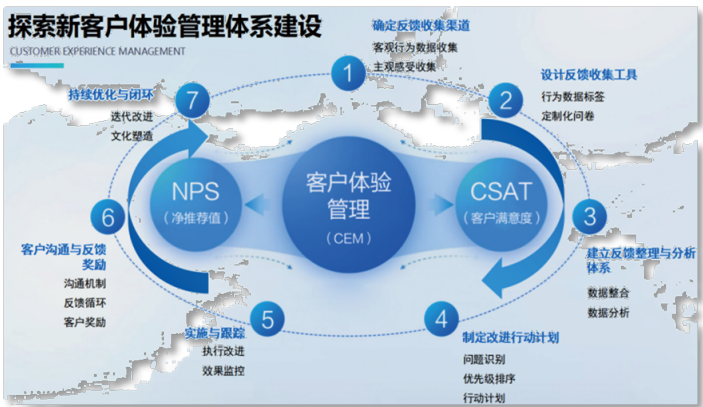 探索新客户体验管理体系建设
CUSTOMER EXPERIENCE MANAGEMENT
1
确定反馈收集渠道
客观行为数据收集
主观感受收集
2
设计反馈收集工具
行为数据标签
定制化问卷
3
建立反馈整理与分析
体系
数据整合
数据分析
4
制定改进行动计划
问题识别
优先级排序
行动计划
5
实施与跟踪
执行改进
效果监控
6
客户沟通与反馈
奖励
沟通机制
反馈循环
客户奖励
7
持续优化与闭环
迭代改进
文化塑造
NPS
（净推荐值）
客户体验
管理
（CEM）
CSAT
（客户满意度）